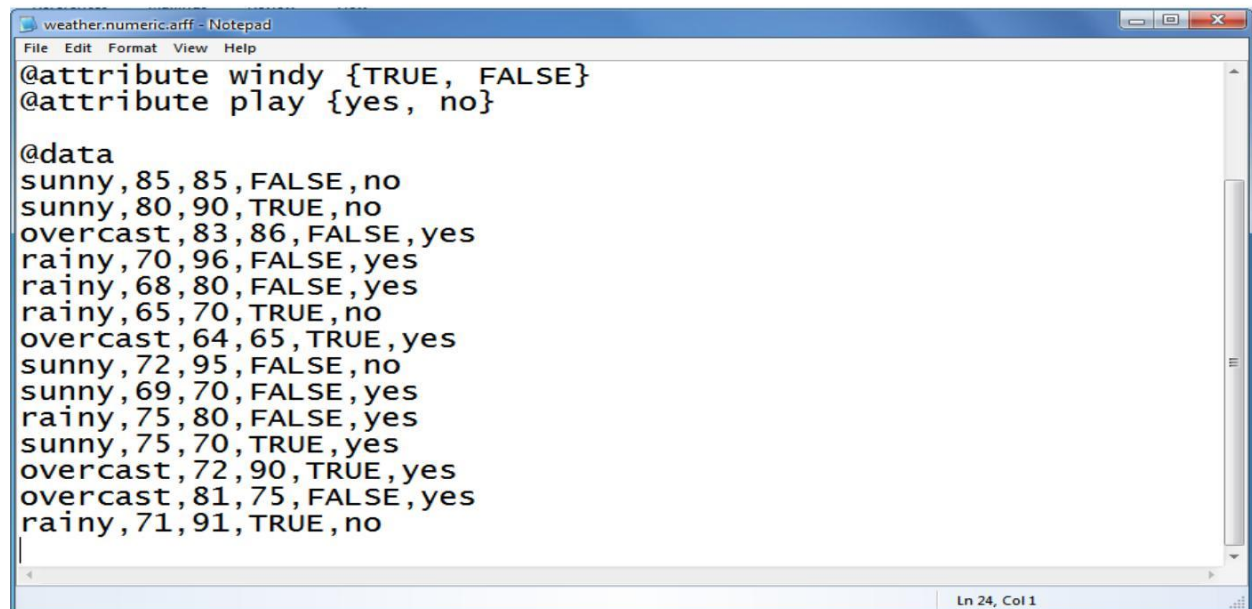 weather.numeric.arff - Notepad
File Edit Format View Help
@attribute windy {TRUE, FALSE}
@attribute play {yes, no}
@data
sunny,85,85,FALSE,no
sunny,80,90,TRUE,no
overcast,83,86,FALSE,yes
rainy,70,96,FALSE,yes
rainy,68,80,FALSE,yes
rainy,65,70,TRUE,no
overcast,64,65,TRUE,yes
sunny,72,95,FALSE,no
sunny,69,70,FALSE,yes
rainy,75,80,FALSE,yes
sunny,75,70,TRUE,yes
overcast,72,90,TRUE,yes
overcast,81,75,FALSE,yes
rainy,71,91,TRUE,no
Ln 24, Col 1